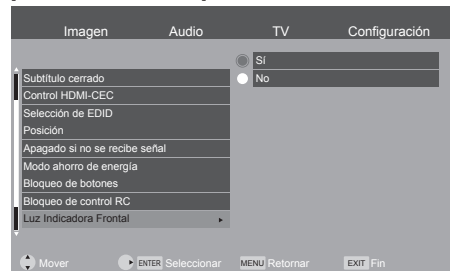 Imagen Audio TV Configuración
Sí
No
Subtítulo cerrado
Control HDMI-CEC
Selección de EDID
Posición
Apagado si no se recibe señal
Modo ahorro de energía
Bloqueo de botones
Bloqueo de control RC
Luz Indicadora Frontal
Mover ENTER Seleccionar MENU Retornar EXIT Fin